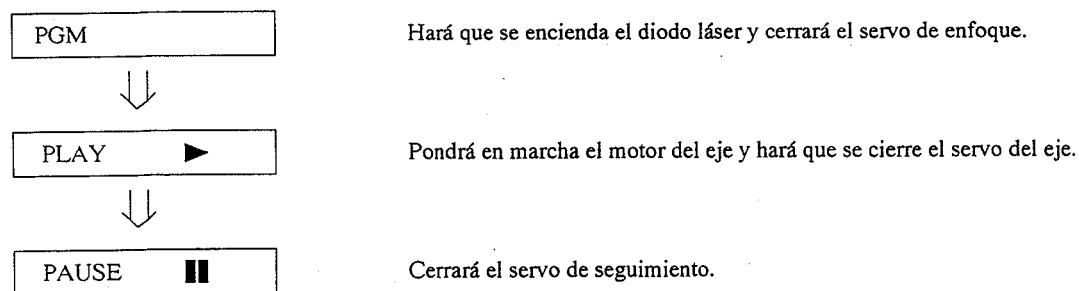 PGM
Hará que se encienda el diodo láser y cerrará el servo de enfoque.
PLAY
Pondrá en marcha el motor del eje y hará que se cierre el servo del eje.
PAUSE
Cerrará el servo de seguimiento.